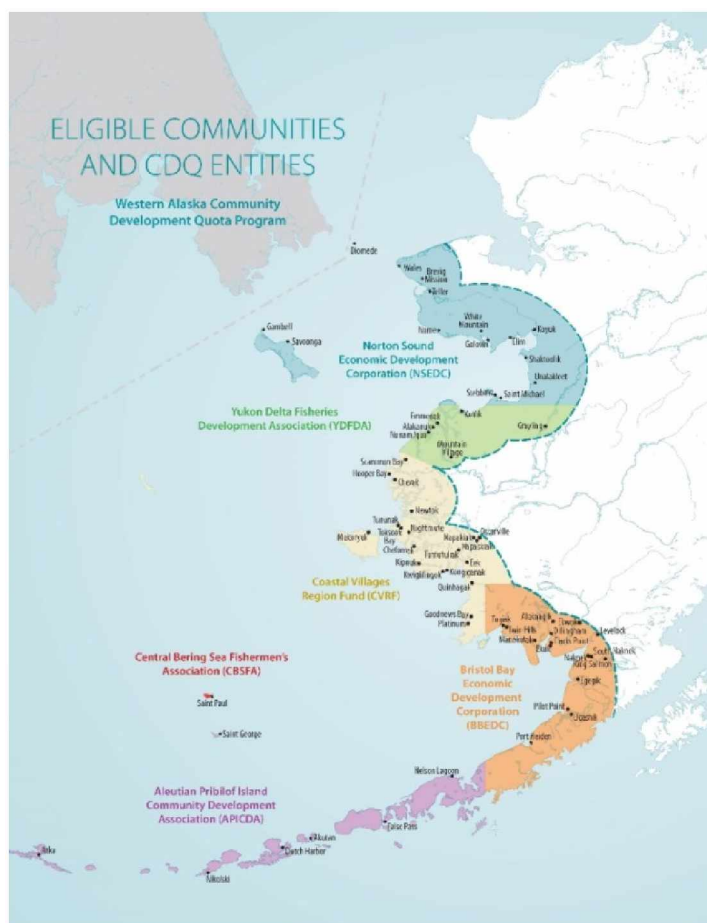 ELIGIBLE COMMUNITIES
AND CDQ ENTITIES
Western Alaska Community
Development Quota Program
Diomede
Wales
Brevig
Mission
Teller
Gambell
Savoonga
Nome
White
Mountain
Golovin
Elim
Koyuk
Shaktoolik
Unalakleet
Norton Sound
Economic Development
Corporation (NSEDC)
Stebbins
Saint Michael
Yukon Delta Fisheries
Development Association (YDFDA)
Emmonak
Kotlik
Alakanuk
Nunam Iqua
Grayling
Mountain
Village
Scammon Bay
Hooper Bay
Chevak
Newtok
Tununak
Mekoryuk
Toksook
Bay
Nightmute
Napakiak
Oscarville
Napaskiak
Chefornak
Tuntutuliak
Kipnuk
Eek
Kwigillingok
Kongiganak
Quinhagak
Coastal Villages
Region Fund (CVRF)
Goodnews Bay
Platinum
Togiak
Twin Hills
Manokotak
Aleknagik
Dillingham
Clarks Point
Ekuk
Levelock
Naknek
South Naknek
King Salmon
Egegik
Pilot Point
Ugashik
Port Heiden
Central Bering Sea Fishermen's
Association (CBSFA)
Saint Paul
Saint George
Bristol Bay
Economic
Development
Corporation
(BBEDC)
Nelson Lagoon
Aleutian Pribilof Island
Community Development
Association (APICDA)
False Pass
Akutan
Dutch Harbor
Nikolski
Atka